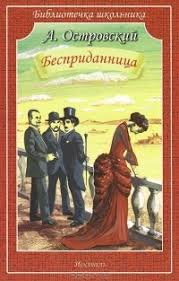 Библиотечка школьника
А. Островский
Бесприданница